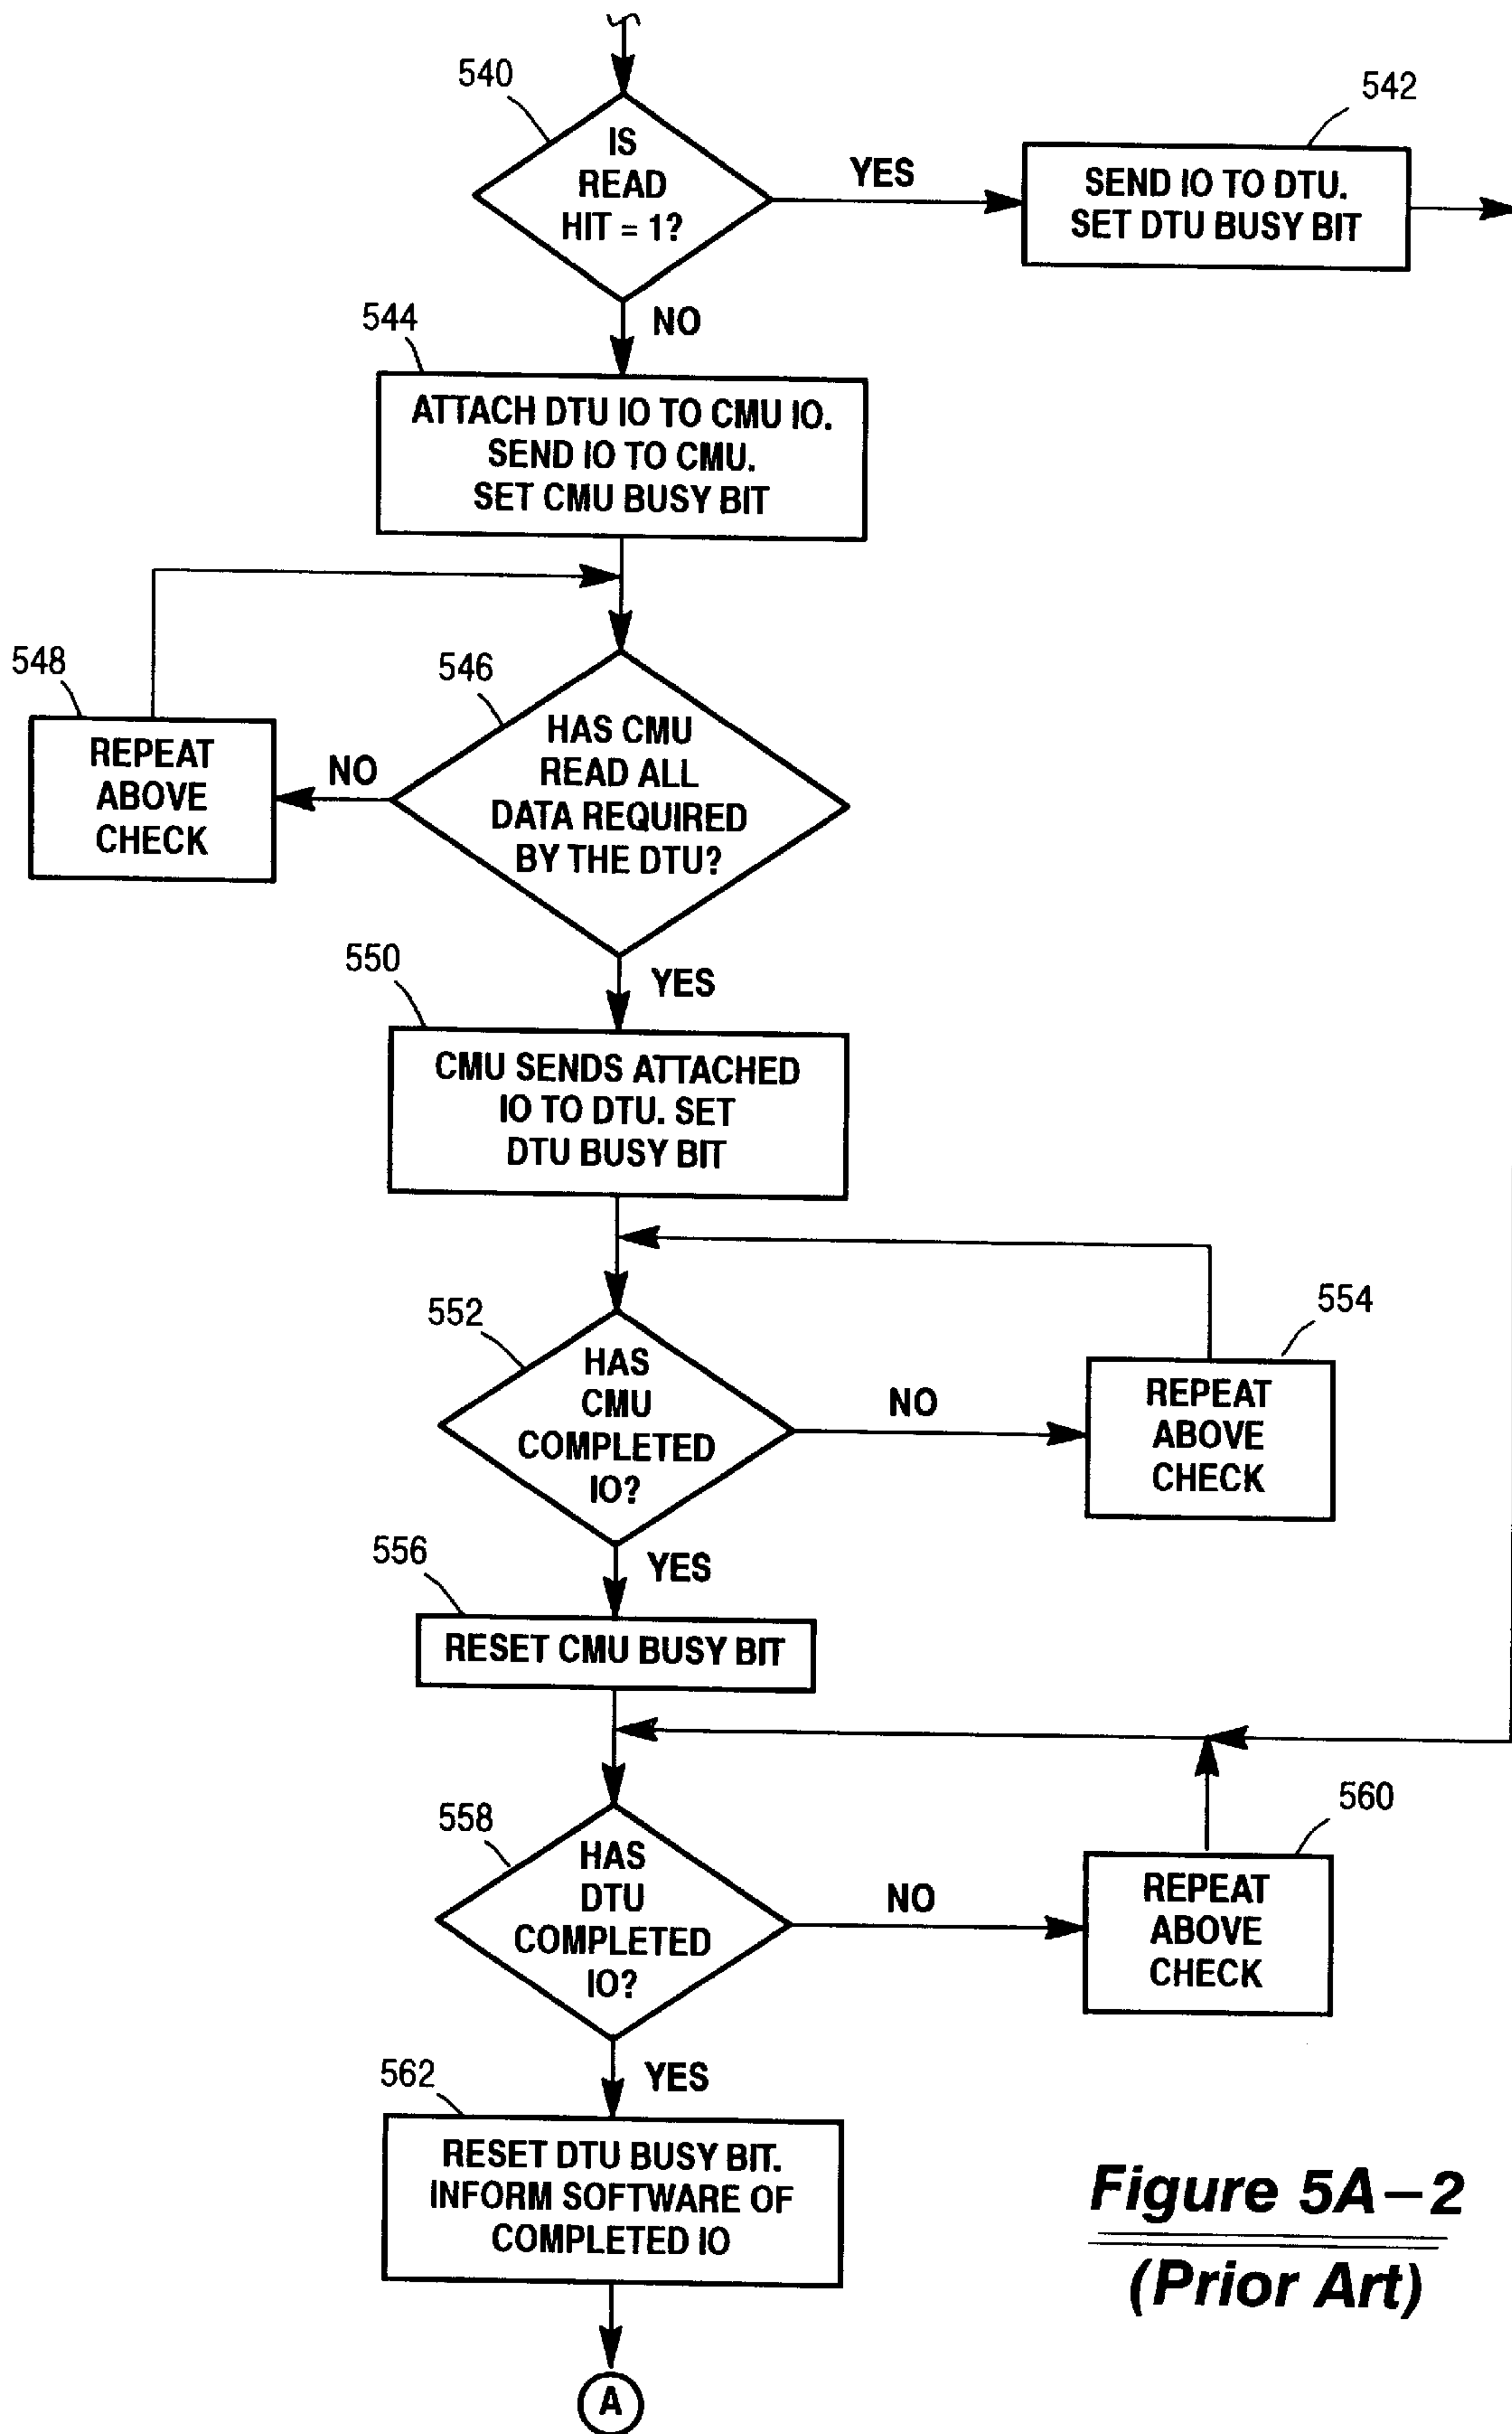 540
IS
READ
HIT = 1?
YES
542
SEND IO TO DTU.
SET DTU BUSY BIT
NO
544
ATTACH DTU IO TO CMU IO.
SEND IO TO CMU.
SET CMU BUSY BIT
548
REPEAT
ABOVE
CHECK
NO
546
HAS CMU
READ ALL
DATA REQUIRED
BY THE DTU?
YES
550
CMU SENDS ATTACHED
IO TO DTU. SET
DTU BUSY BIT
552
HAS
CMU
COMPLETED
IO?
NO
554
REPEAT
ABOVE
CHECK
YES
556
RESET CMU BUSY BIT
558
HAS
DTU
COMPLETED
IO?
NO
560
REPEAT
ABOVE
CHECK
YES
562
RESET DTU BUSY BIT.
INFORM SOFTWARE OF
COMPLETED IO
A
Figure 5A–2
(Prior Art)